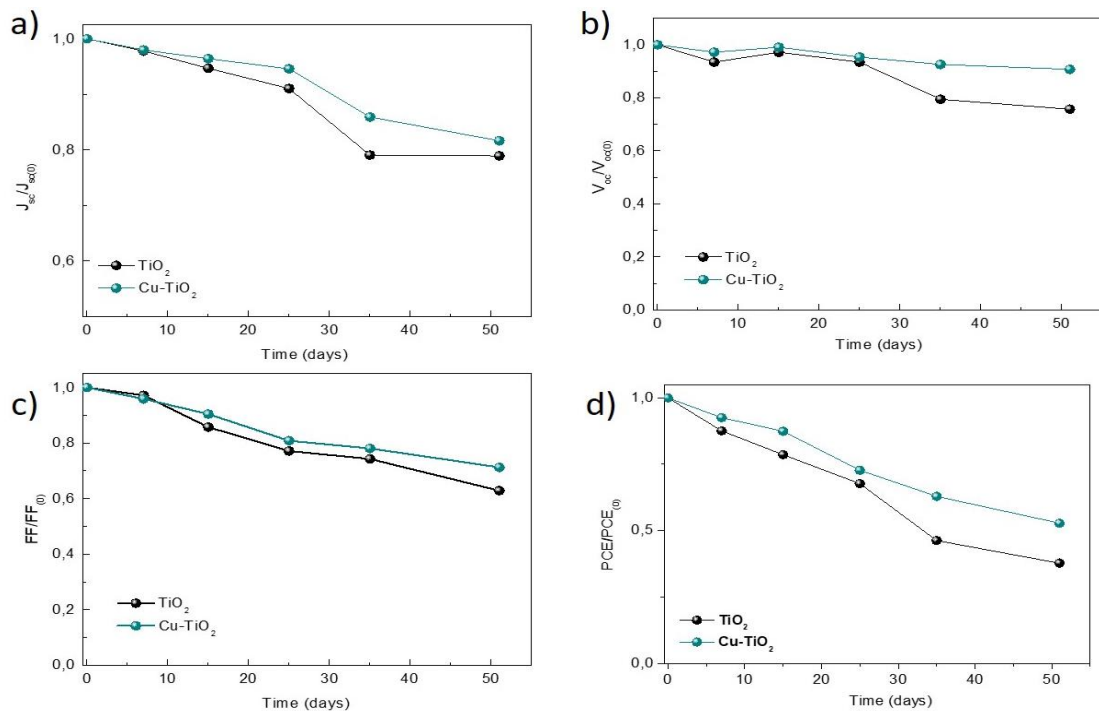 a)
1,0
0,8
0,6
J_sc/J_sc(0)
TiO₂
Cu-TiO₂
0 10 20 30 40 50
Time (days)
b)
1,0
0,8
0,6
0,4
0,2
0,0
V_oc/V_oc(0)
TiO₂
Cu-TiO₂
0 10 20 30 40 50
Time (days)
c)
1,0
0,8
0,6
0,4
0,2
0,0
FF/FF_(0)
TiO₂
Cu-TiO₂
0 10 20 30 40 50
Time (days)
d)
1,0
0,5
0,0
PCE/PCE_(0)
TiO₂
Cu-TiO₂
0 10 20 30 40 50
Time (days)